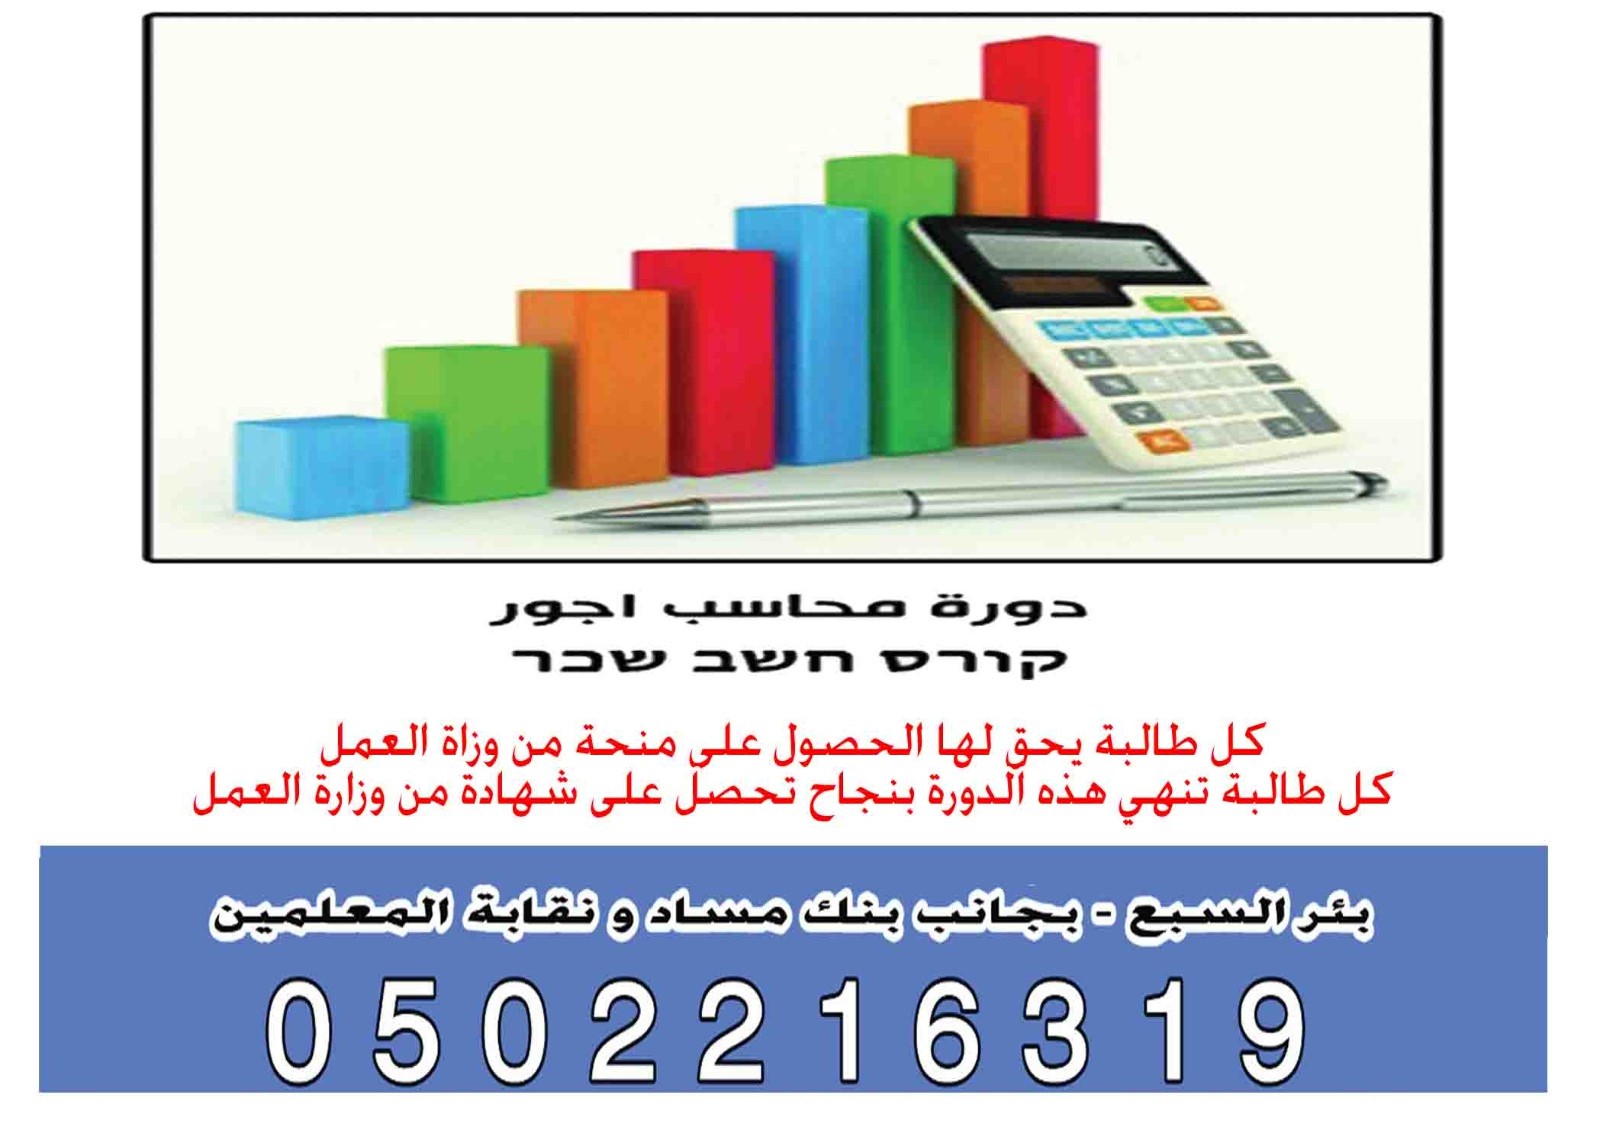 دورة محاسب اجور
קורס חשב שכר
كل طالبة يحق لها الحصول على منحة من وزاة العمل
كل طالبة تنهي هذه الدورة بنجاح تحصل على شهادة من وزارة العمل
بئر السبع - بجانب بنك مساد و نقابة المعلمين
0502216319